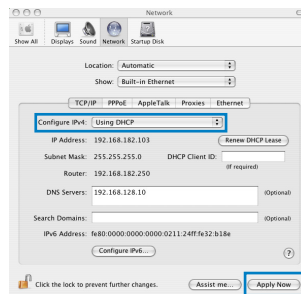 Network
Show All Displays Sound Network Startup Disk
Location: Automatic
Show: Built-in Ethernet
TCP/IP PPPoE AppleTalk Proxies Ethernet
Configure IPv4: Using DHCP
IP Address: 192.168.182.103 Renew DHCP Lease
Subnet Mask: 255.255.255.0 DHCP Client ID:
(If required)
Router: 192.168.182.250
DNS Servers: 192.168.128.10 (Optional)
Search Domains: (Optional)
IPv6 Address: fe80:0000:0000:0000:0211:24ff:fe32:b18e
Configure IPv6... ?
Click the lock to prevent further changes. Assist me... Apply Now